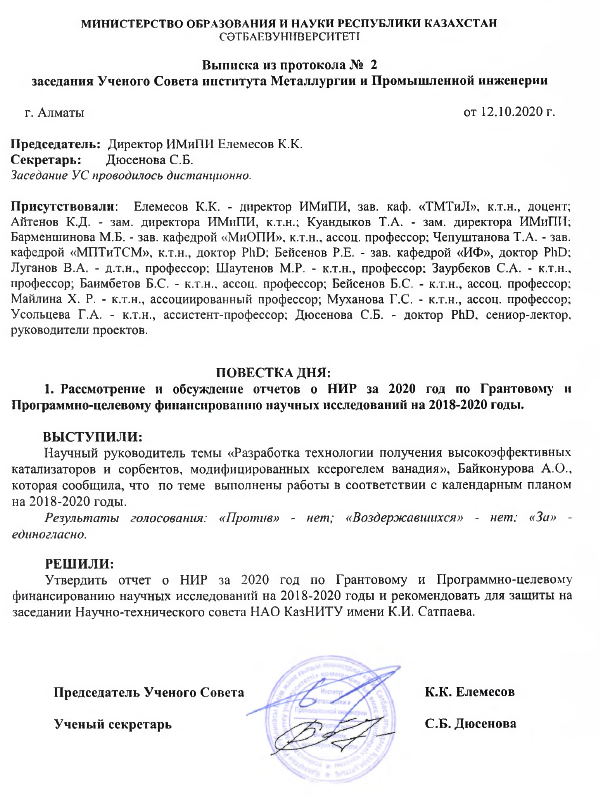 МИНИСТЕРСТВО ОБРАЗОВАНИЯ И НАУКИ РЕСПУБЛИКИ КАЗАХСТАН
СӘТБАЕВУНИВЕРСИТЕТІ
Выписка из протокола № 2
заседания Ученого Совета института Металлургии и Промышленной инженерии
г. Алматы от 12.10.2020 г.
Председатель: Директор ИМиПИ Елемесов К.К.
Секретарь: Дюсенова С.Б.
Заседание УС проводилось дистанционно.
Присутствовали: Елемесов К.К. - директор ИМиПИ, зав. каф. «ТМТиЛ», к.т.н., доцент;
Айтенов К.Д. - зам. директора ИМиПИ, к.т.н.; Куандыков Т.А. - зам. директора ИМиПИ;
Барменшинова М.Б. - зав. кафедрой «МиОПИ», к.т.н., ассоц. профессор; Чепуштанова Т.А. - зав.
кафедрой «МПТиТСМ», к.т.н., доктор PhD; Бейсенов Р.Е. - зав. кафедрой «ИФ», доктор PhD;
Луганов В.А. - д.т.н., профессор; Шаутенов М.Р. - к.т.н., профессор; Заурбеков С.А. - к.т.н.,
профессор; Баимбетов Б.С. - к.т.н., ассоц. профессор; Бейсенов Б.С. - к.т.н., ассоц. профессор;
Майлина Х. Р. - к.т.н., ассоциированный профессор; Муханова Г.С. - к.т.н., ассоц. профессор;
Усольцева Г.А. - к.т.н., ассистент-профессор; Дюсенова С.Б. - доктор PhD, сениор-лектор,
руководители проектов.
ПОВЕСТКА ДНЯ:
1. Рассмотрение и обсуждение отчетов о НИР за 2020 год по Грантовому и
Программно-целевому финансированию научных исследований на 2018-2020 годы.
ВЫСТУПИЛИ:
Научный руководитель темы «Разработка технологии получения высокоэффективных
катализаторов и сорбентов, модифицированных ксерогелем ванадия», Байконурова А.О.,
которая сообщила, что по теме выполнены работы в соответствии с календарным планом
на 2018-2020 годы.
Результаты голосования: «Против» - нет; «Воздержавшихся» - нет; «За» -
единогласно.
РЕШИЛИ:
Утвердить отчет о НИР за 2020 год по Грантовому и Программно-целевому
финансированию научных исследований на 2018-2020 годы и рекомендовать для защиты на
заседании Научно-технического совета НАО КазНИТУ имени К.И. Сатпаева.
Председатель Ученого Совета К.К. Елемесов
Ученый секретарь С.Б. Дюсенова